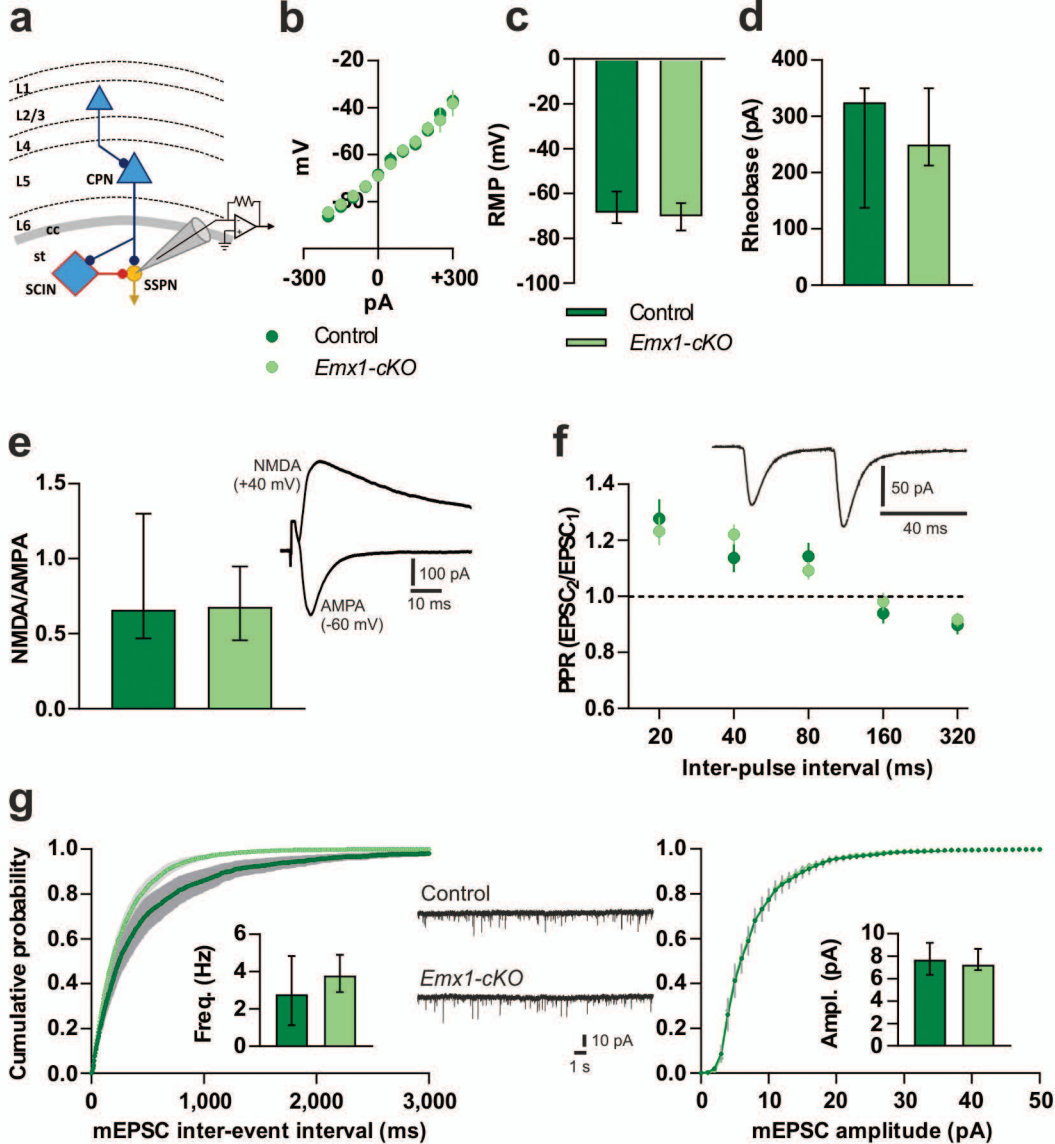 a
L1
L2/3
L4
L5
L6
cc
st
CPN
SCIN
SSPN
b
-20
-40
-60
-80
mV
-300
0
+300
pA
Control
Emx1-cKO
c
0
-20
-40
-60
-80
-100
RMP (mV)
Control
Emx1-cKO
d
400
300
200
100
0
Rheobase (pA)
e
1.5
1.0
0.5
0.0
NMDA/AMPA
NMDA
(+40 mV)
AMPA
(-60 mV)
100 pA
10 ms
f
1.4
1.2
1.0
0.8
0.6
PPR (EPSC2/EPSC1)
50 pA
40 ms
20
40
80
160
320
Inter-pulse interval (ms)
g
1.0
0.8
0.6
0.4
0.2
0.0
Cumulative probability
0
1,000
2,000
3,000
mEPSC inter-event interval (ms)
6
4
2
0
Freq. (Hz)
Control
Emx1-cKO
10 pA
1 s
1.0
0.8
0.6
0.4
0.2
0.0
0
10
20
30
40
50
mEPSC amplitude (pA)
10
8
6
4
2
0
Ampl. (pA)